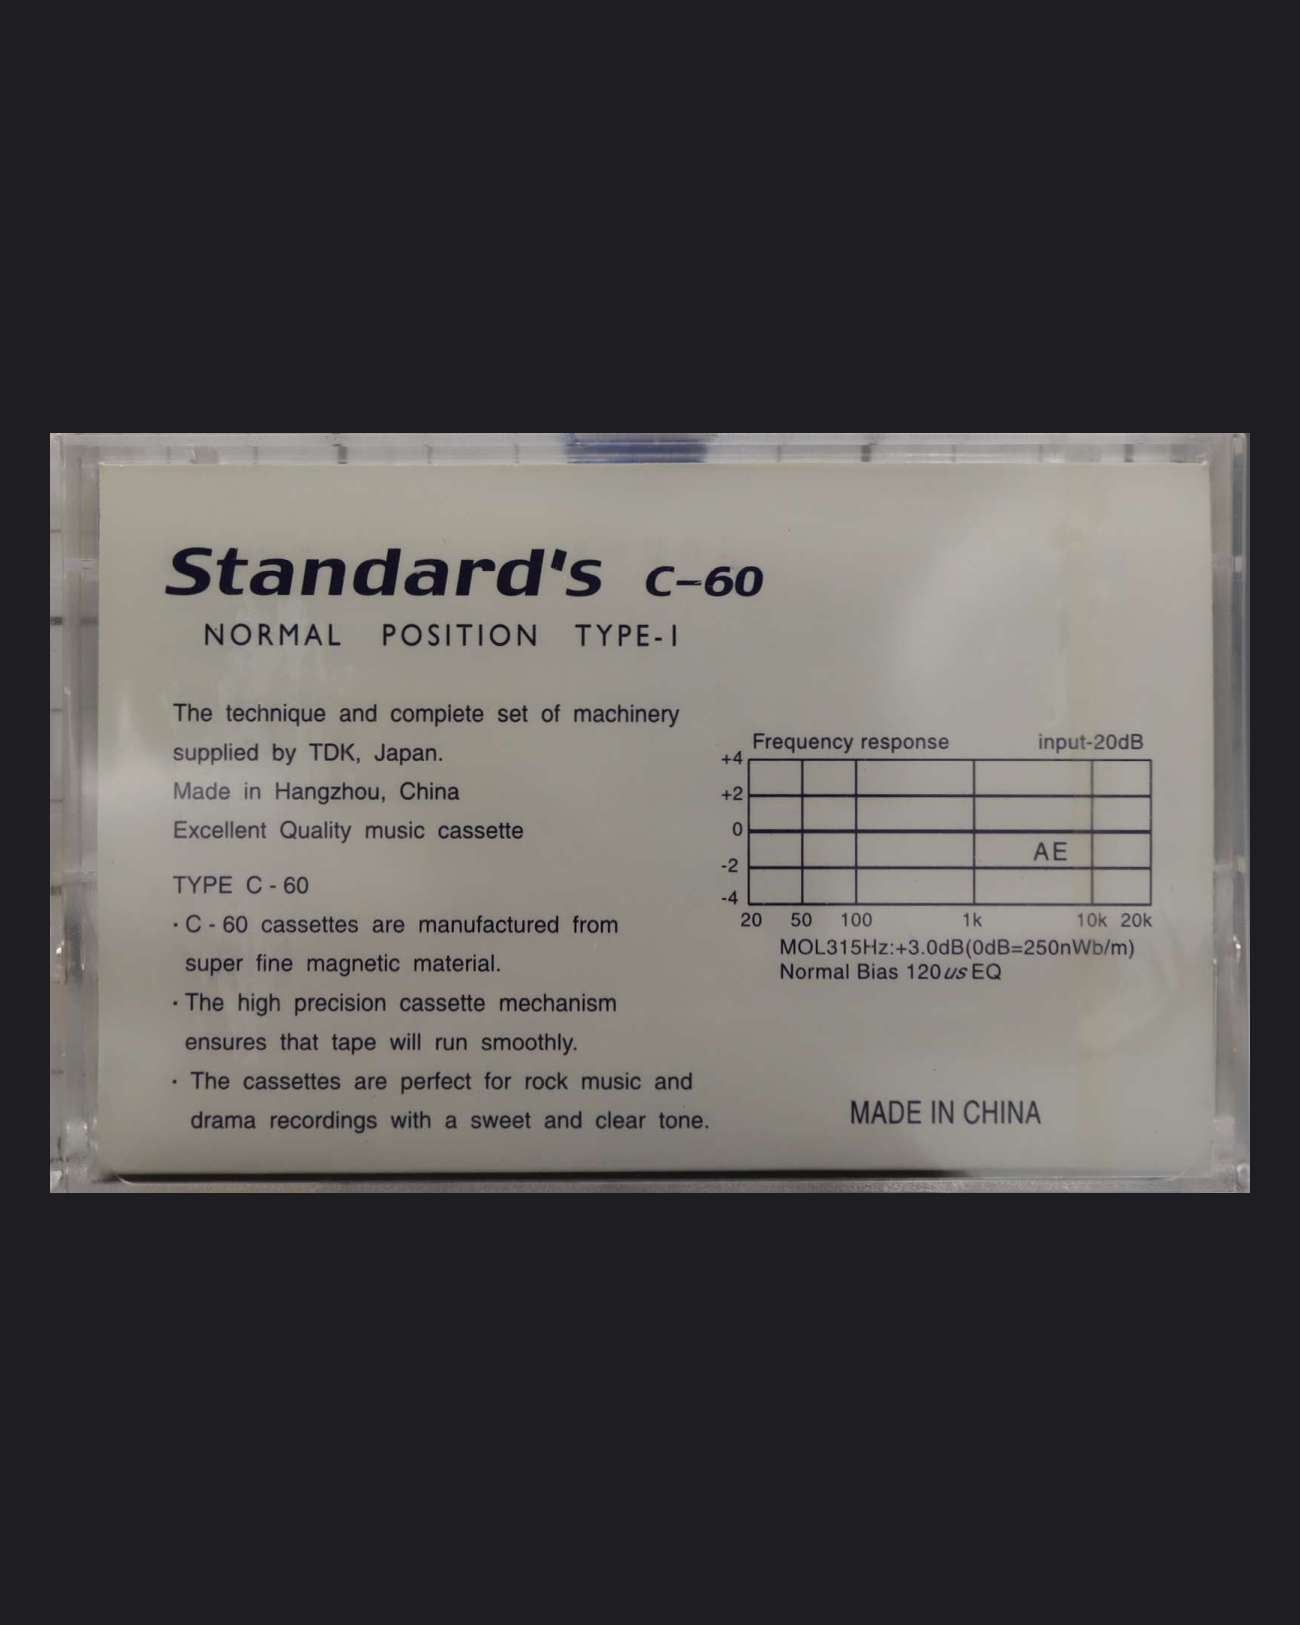 Standard's C-60
NORMAL POSITION TYPE-I
The technique and complete set of machinery
supplied by TDK, Japan.
Made in Hangzhou, China
Excellent Quality music cassette
TYPE C - 60
· C - 60 cassettes are manufactured from
super fine magnetic material.
· The high precision cassette mechanism
ensures that tape will run smoothly.
· The cassettes are perfect for rock music and
drama recordings with a sweet and clear tone.
Frequency response input-20dB
+4
+2
0
AE
-2
-4
20 50 100 1k 10k 20k
MOL315Hz:+3.0dB(0dB=250nWb/m)
Normal Bias 120us EQ
MADE IN CHINA